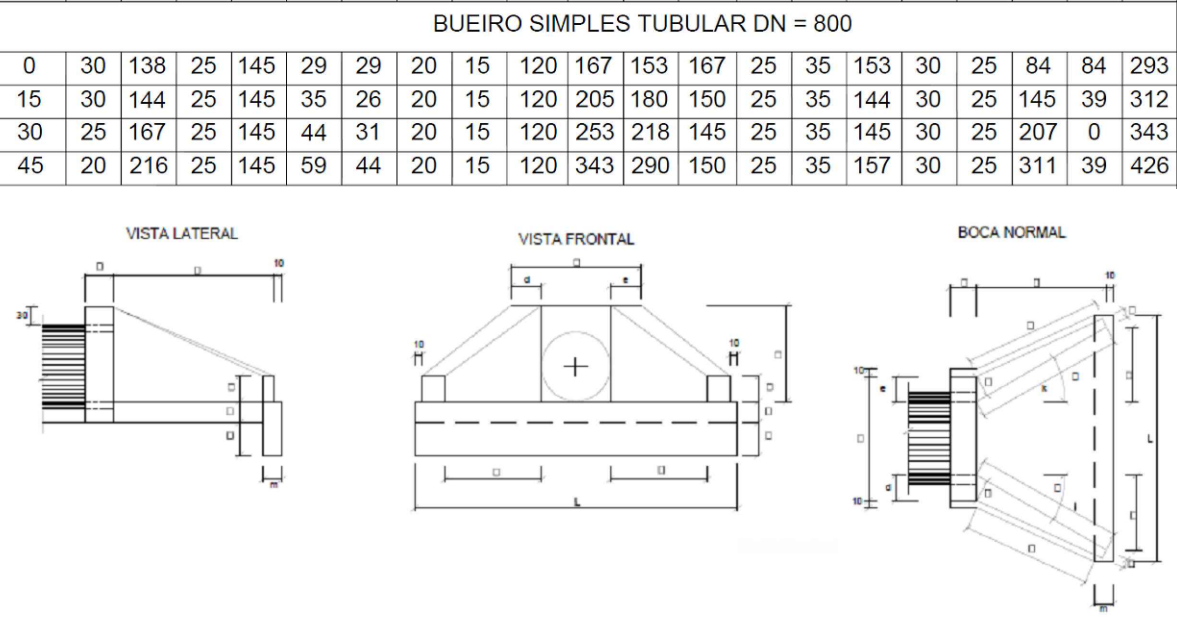 BUEIRO SIMPLES TUBULAR DN = 800
0 30 138 25 145 29 29 20 15 120 167 153 167 25 35 153 30 25 84 84 293
15 30 144 25 145 35 26 20 15 120 205 180 150 25 35 144 30 25 145 39 312
30 25 167 25 145 44 31 20 15 120 253 218 145 25 35 145 30 25 207 0 343
45 20 216 25 145 59 44 20 15 120 343 290 150 25 35 157 30 25 311 39 426
VISTA LATERAL
10
30
m
VISTA FRONTAL
d e
10 10
L
BOCA NORMAL
10
10
e
L
d
10
m